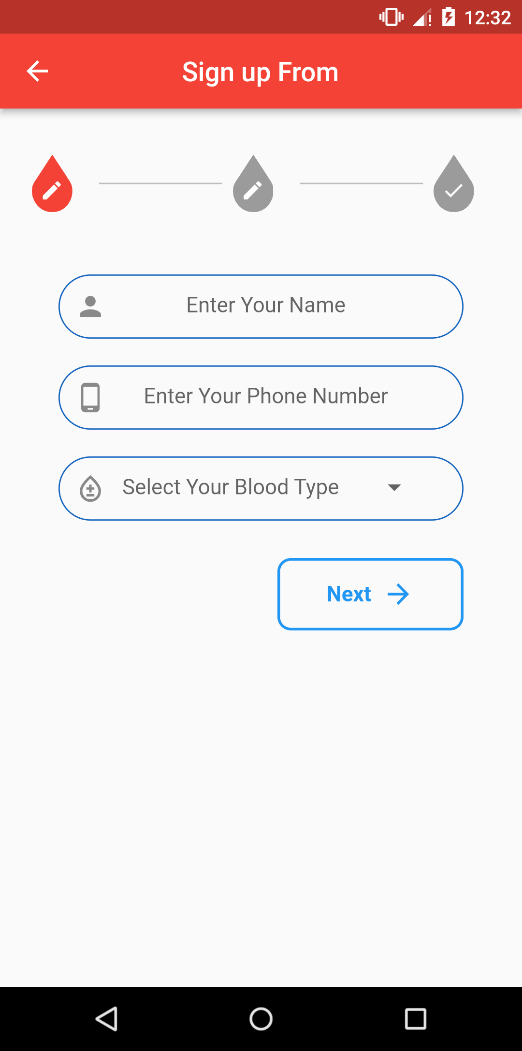 12:32
Sign up From
Enter Your Name
Enter Your Phone Number
Select Your Blood Type
Next